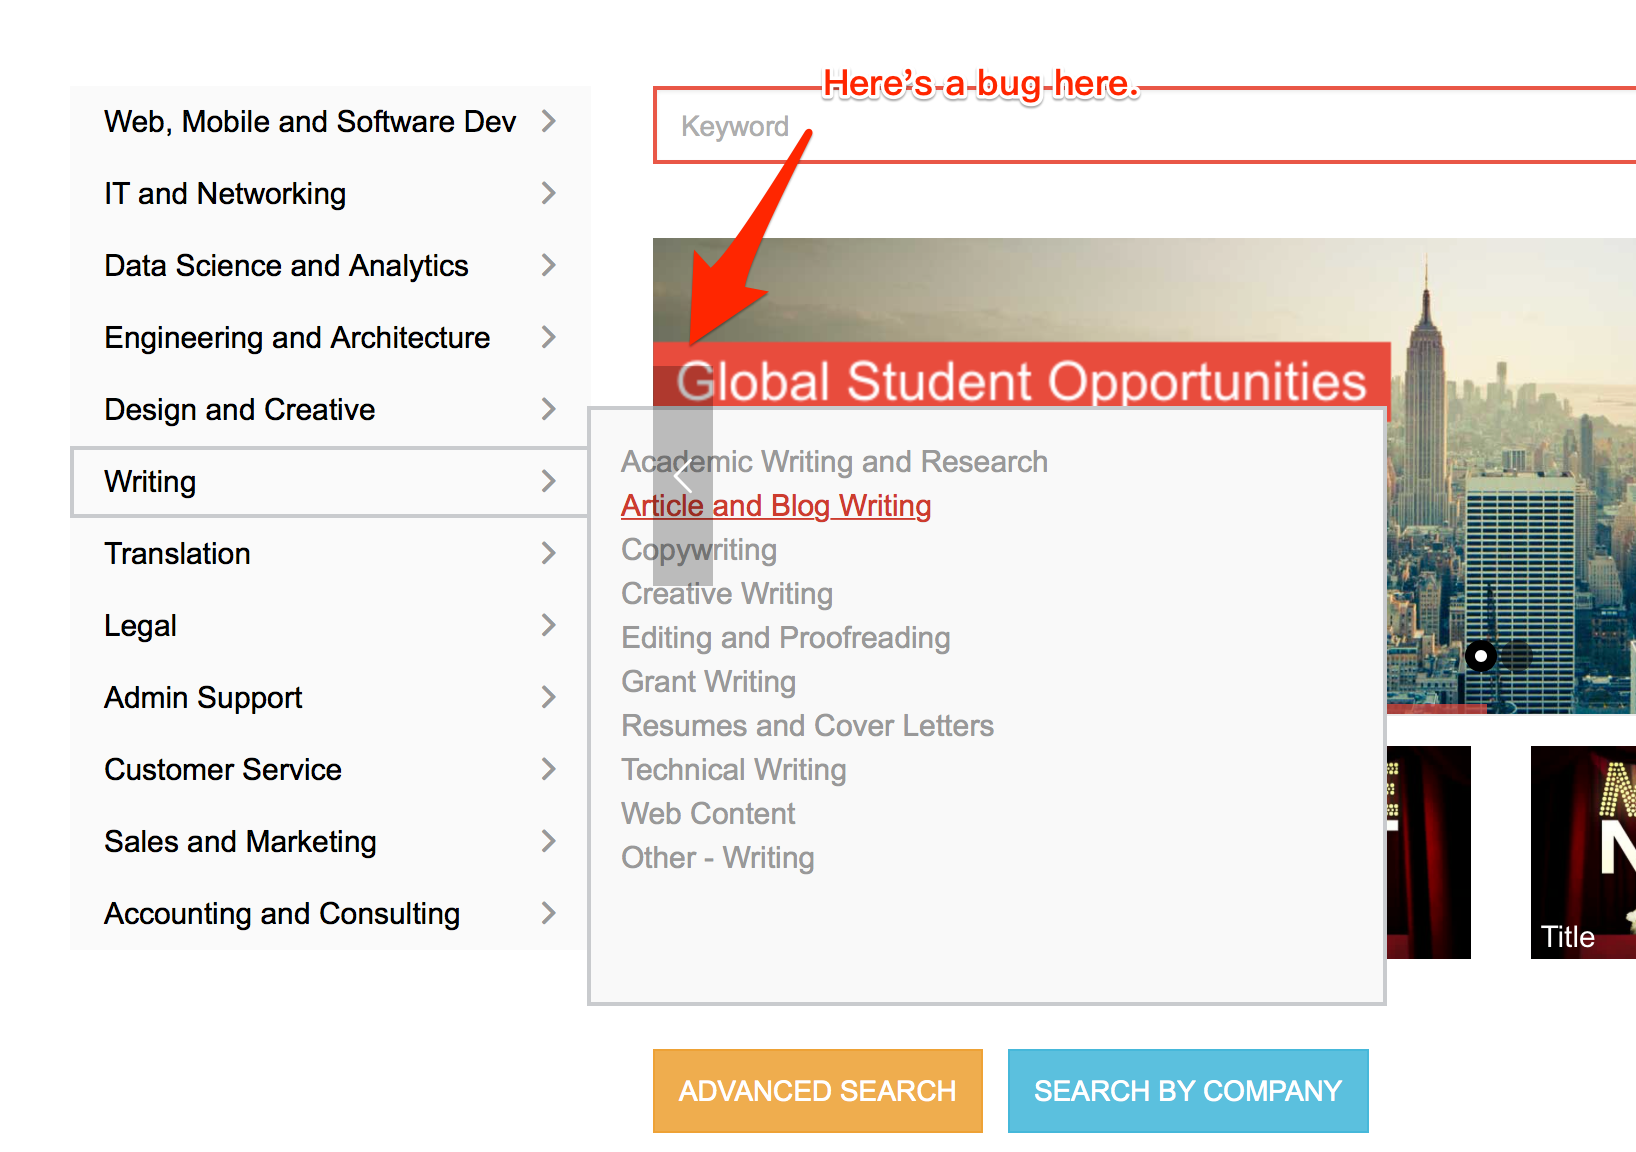 Here's a bug here.
Web, Mobile and Software Dev
IT and Networking
Data Science and Analytics
Engineering and Architecture
Design and Creative
Writing
Translation
Legal
Admin Support
Customer Service
Sales and Marketing
Accounting and Consulting
Keyword
Global Student Opportunities
Academic Writing and Research
Article and Blog Writing
Copywriting
Creative Writing
Editing and Proofreading
Grant Writing
Resumes and Cover Letters
Technical Writing
Web Content
Other - Writing
Title
ADVANCED SEARCH
SEARCH BY COMPANY